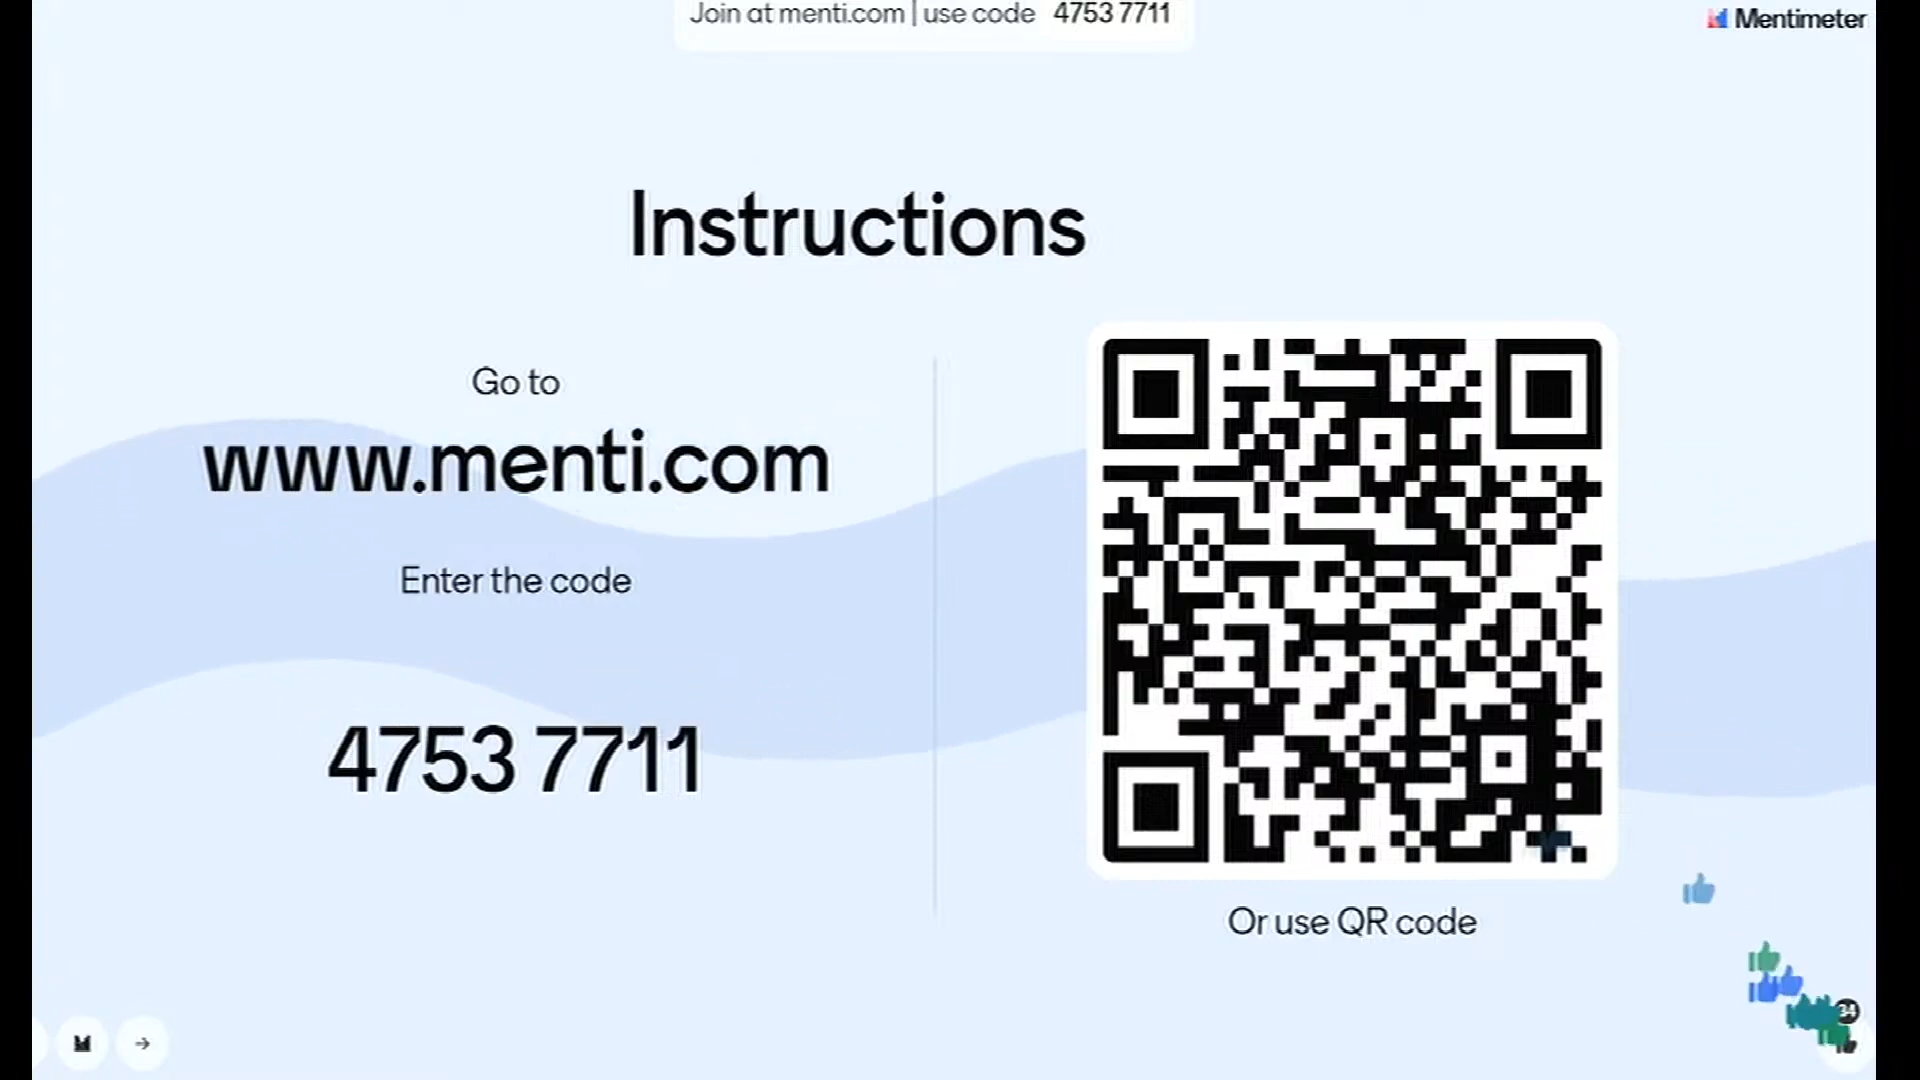 Join at menti.com | use code 4753 7711
Mentimeter
Instructions
Go to
www.menti.com
Enter the code
4753 7711
Or use QR code
34